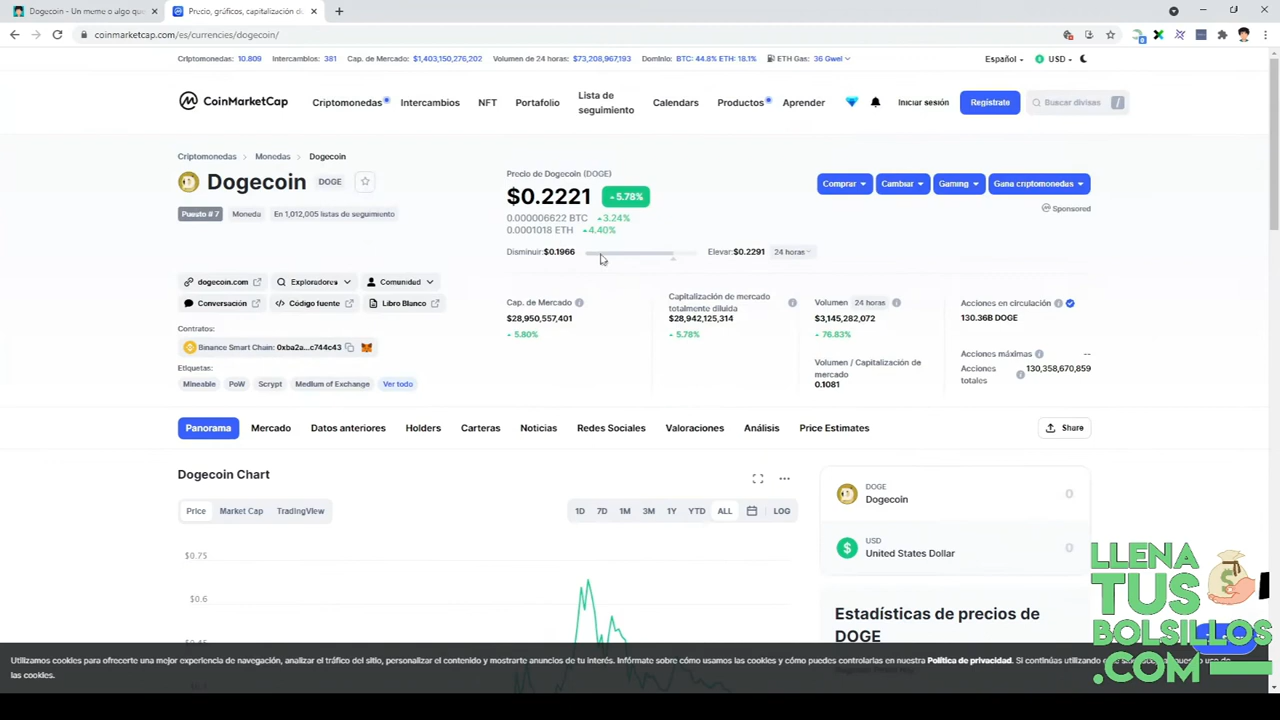 Dogecoin - Un meme o algo que
Precio, gráficos, capitalización d
coinmarketcap.com/es/currencies/dogecoin/
Criptomonedas: 10.809 Intercambios: 381 Cap. de Mercado: $1,403,150,276,202 Volumen de 24 horas: $73,208,967,193 Dominio: BTC: 44.8% ETH: 18.1% ETH Gas: 36 Gwei
Español USD
CoinMarketCap
Criptomonedas Intercambios NFT Portafolio Lista de seguimiento Calendars Productos Aprender
Iniciar sesión Regístrate Buscar divisas /
Criptomonedas > Monedas > Dogecoin
Dogecoin DOGE
Puesto # 7 Moneda En 1,012,005 listas de seguimiento
Precio de Dogecoin (DOGE)
$0.2221 5.78%
0.000006622 BTC 3.24%
0.0001018 ETH 4.40%
Disminuir:$0.1966 Elevar:$0.2291 24 horas
Comprar Cambiar Gaming Gana criptomonedas
Sponsored
dogecoin.com Exploradores Comunidad
Conversación Código fuente Libro Blanco
Contratos:
Binance Smart Chain: 0xba2a...c744c43
Etiquetas:
Mineable PoW Scrypt Medium of Exchange Ver todo
Cap. de Mercado
$28,950,557,401
5.80%
Capitalización de mercado
totalmente diluida
$28,942,125,314
5.78%
Volumen 24 horas
$3,145,282,072
76.83%
Volumen / Capitalización de
mercado
0.1081
Acciones en circulación
130.36B DOGE
Acciones máximas --
Acciones
totales
130,358,670,859
Panorama Mercado Datos anteriores Holders Carteras Noticias Redes Sociales Valoraciones Análisis Price Estimates
Share
Dogecoin Chart
Price Market Cap TradingView
1D 7D 1M 3M 1Y YTD ALL LOG
$0.75
$0.6
DOGE
Dogecoin 0
USD
United States Dollar 0
Estadísticas de precios de
DOGE
LLENA
TUS
BOLSILLOS
.COM
Utilizamos cookies para ofrecerte una mejor experiencia de navegación, analizar el tráfico del sitio, personalizar el contenido y mostrarte anuncios de tu interés. Infórmate sobre cómo usamos las cookies y cómo puedes controlarlas en nuestra Política de privacidad. Si continúas utilizando
las cookies.